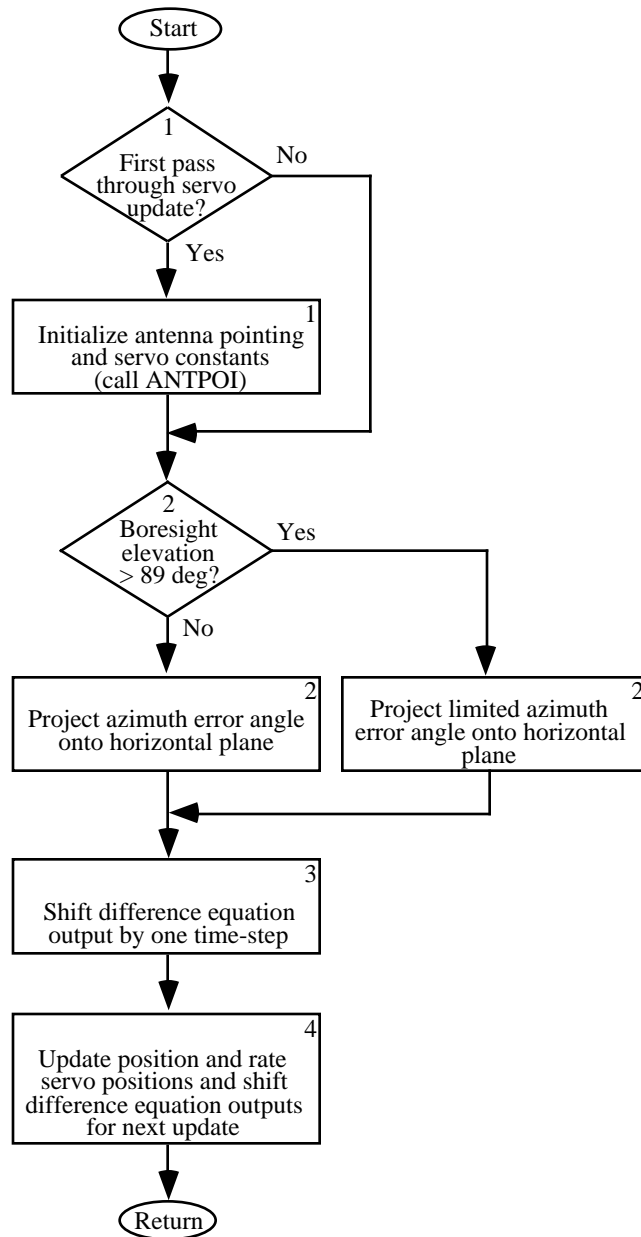 Start
1
First pass
through servo
update?
No
Yes
1
Initialize antenna pointing
and servo constants
(call ANTPOI)
2
Boresight
elevation
> 89 deg?
Yes
No
2
Project azimuth error angle
onto horizontal plane
2
Project limited azimuth
error angle onto horizontal
plane
3
Shift difference equation
output by one time-step
4
Update position and rate
servo positions and shift
difference equation outputs
for next update
Return